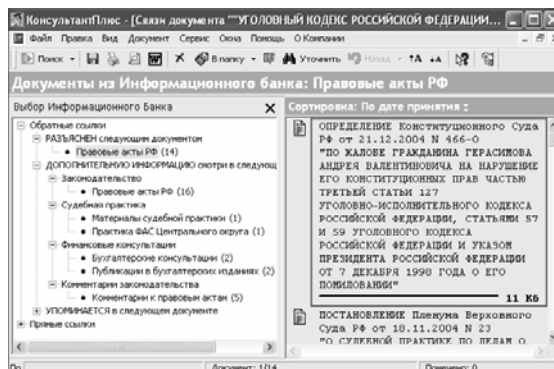 КонсультантПлюс - [Связи документа ""УГОЛОВНЫЙ КОДЕКС РОССИЙСКОЙ ФЕДЕРАЦИИ...
Файл Правка Вид Документ Сервис Окна Помощь О Компании
Поиск В папку Уточнить Назад АА
Документы из Информационного банка: Правовые акты РФ
Выбор Информационного Банка
Обратные ссылки
РАЗЪЯСНЕН следующим документом
Правовые акты РФ (14)
ДОПОЛНИТЕЛЬНУЮ ИНФОРМАЦИЮ смотри в следующ
Законодательство
Правовые акты РФ (16)
Судебная практика
Материалы судебной практики (1)
Практика ФАС Центрального округа (1)
Финансовые консультации
Бухгалтерские консультации (2)
Публикации в бухгалтерских изданиях (2)
Комментарии законодательства
Комментарии к правовым актам (5)
УПОМИНАЕТСЯ в следующем документе
Прямые ссылки
Сортировка: По дате принятия
ОПРЕДЕЛЕНИЕ Конституционного Суда
РФ от 21.12.2004 N 466-О
"ПО ЖАЛОБЕ ГРАЖДАНИНА ГЕРАСИМОВА
АНДРЕЯ ВАЛЕНТИНОВИЧА НА НАРУШЕНИЕ
ЕГО КОНСТИТУЦИОННЫХ ПРАВ ЧАСТЬЮ
ТРЕТЬЕЙ СТАТЬИ 127
УГОЛОВНО-ИСПОЛНИТЕЛЬНОГО КОДЕКСА
РОССИЙСКОЙ ФЕДЕРАЦИИ, СТАТЬЯМИ 57
И 59 УГОЛОВНОГО КОДЕКСА
РОССИЙСКОЙ ФЕДЕРАЦИИ И УКАЗОМ
ПРЕЗИДЕНТА РОССИЙСКОЙ ФЕДЕРАЦИИ
ОТ 7 ДЕКАБРЯ 1998 ГОДА О ЕГО
ПОМИЛОВАНИИ"
11 Кб
ПОСТАНОВЛЕНИЕ Пленума Верховного
Суда РФ от 18.11.2004 N 23
"О СУДЕБНОЙ ПРАКТИКЕ ПО ДЕЛАМ О
По Документ: 1/14 Помечено: 0